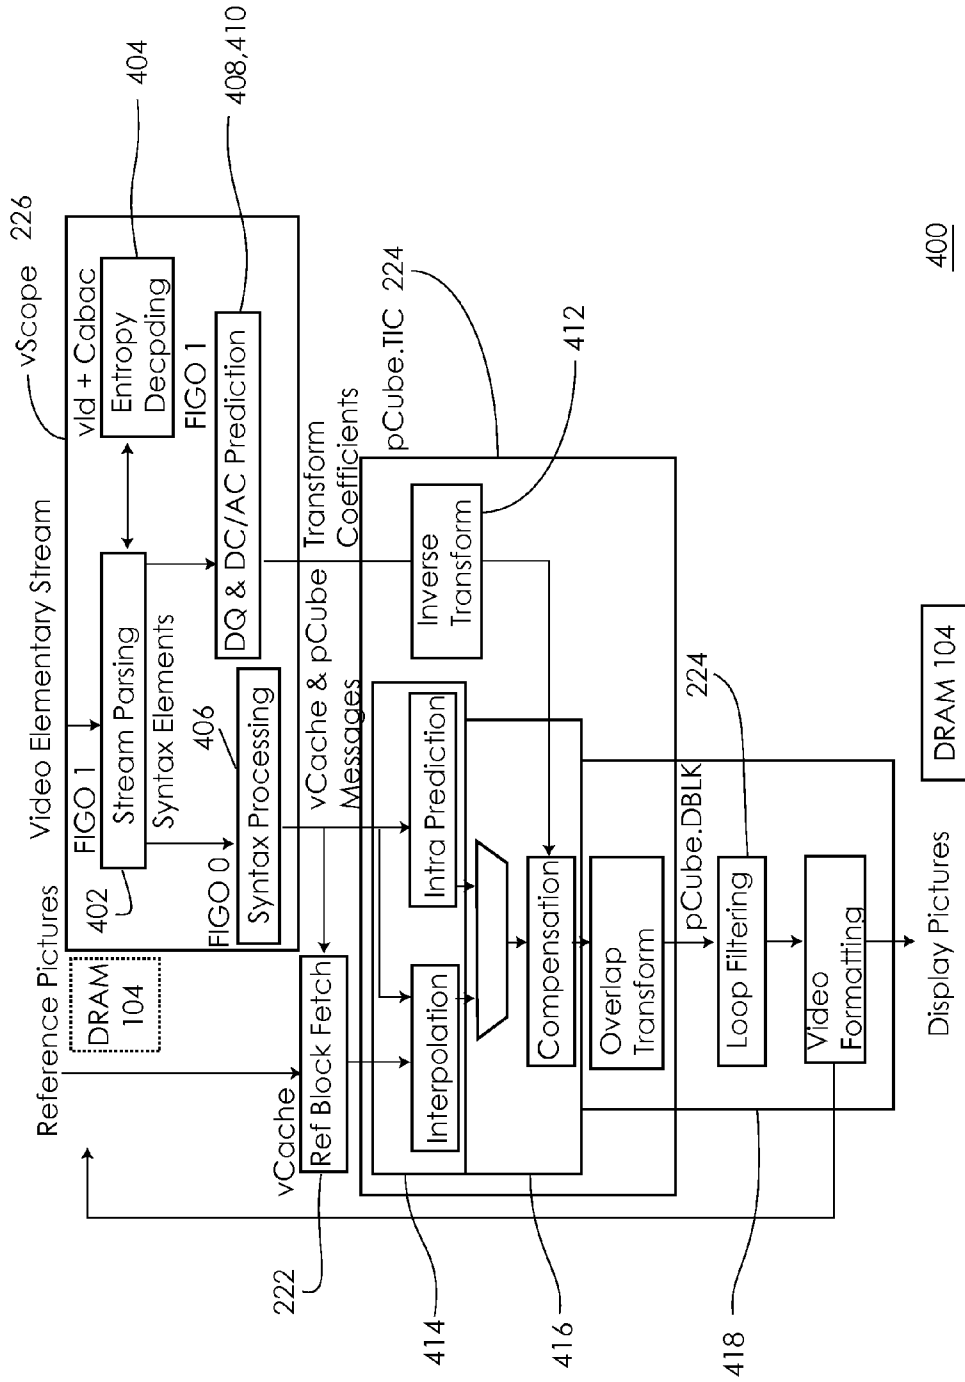 Reference Pictures
Video Elementary Stream
vScope 226
DRAM
104
FIGO 1
vld + Cabac
402
Stream Parsing
Entropy
Decpding
404
Syntax Elements
FIGO 1
FIGO 0
406
Syntax Processing
DQ & DC/AC Prediction
408,410
vCache
Ref Block Fetch
222
vCache & pCube
Messages
Transform
Coefficients
pCube.TIC 224
Interpolation
Intra Prediction
Inverse
Transform
412
414
Compensation
416
Overlap
Transform
pCube.DBLK
Loop Filtering
224
Video
Formatting
418
Display Pictures
DRAM 104
400